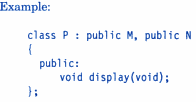 Example:
class P : public M, public N
{
public:
void display(void);
};